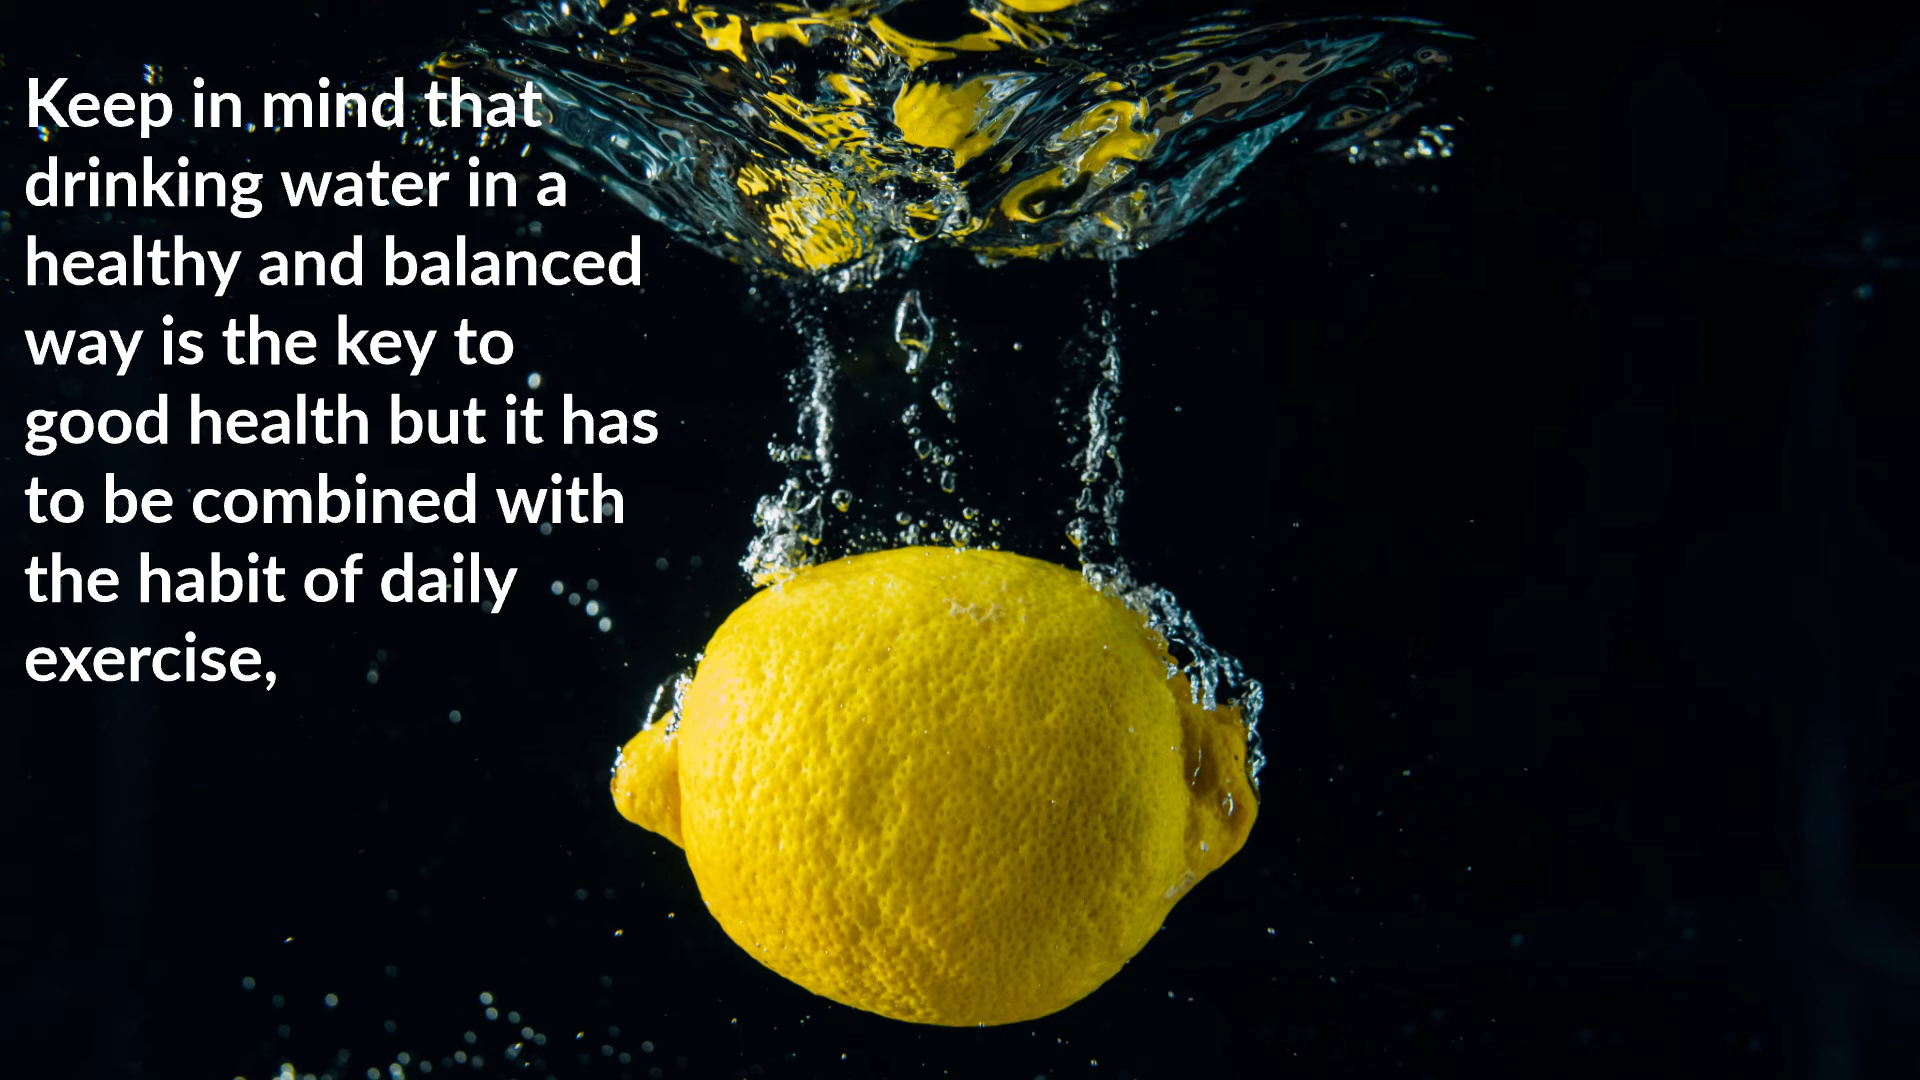 Keep in mind that
drinking water in a
healthy and balanced
way is the key to
good health but it has
to be combined with
the habit of daily
exercise,